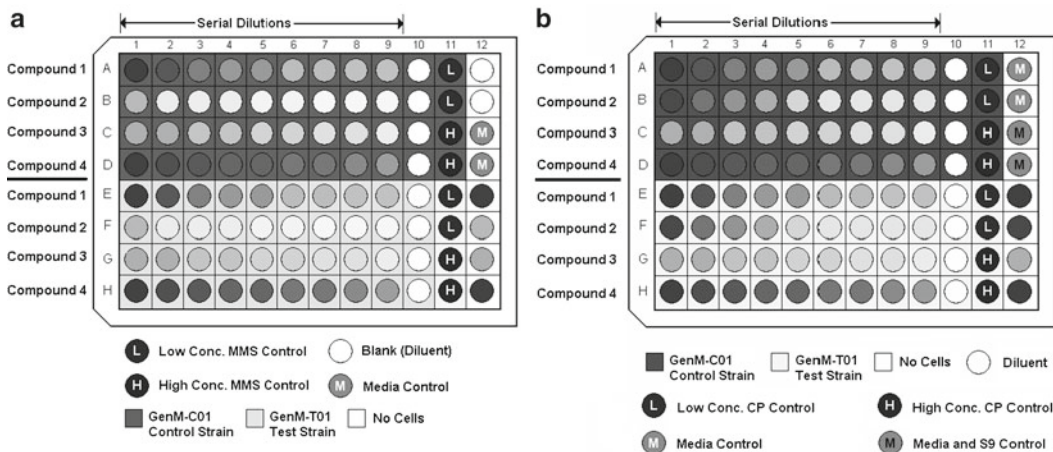 a
Serial Dilutions
1 2 3 4 5 6 7 8 9 10 11 12
Compound 1 A L
Compound 2 B L
Compound 3 C H M
Compound 4 D H M
Compound 1 E L
Compound 2 F L
Compound 3 G H
Compound 4 H H
L Low Conc. MMS Control Blank (Diluent)
H High Conc. MMS Control M Media Control
GenM-C01 Control Strain GenM-T01 Test Strain No Cells
b
Serial Dilutions
1 2 3 4 5 6 7 8 9 10 11 12
Compound 1 A L M
Compound 2 B L M
Compound 3 C H M
Compound 4 D H M
Compound 1 E L
Compound 2 F L
Compound 3 G H
Compound 4 H H
GenM-C01 Control Strain GenM-T01 Test Strain No Cells Diluent
L Low Conc. CP Control H High Conc. CP Control
M Media Control M Media and S9 Control